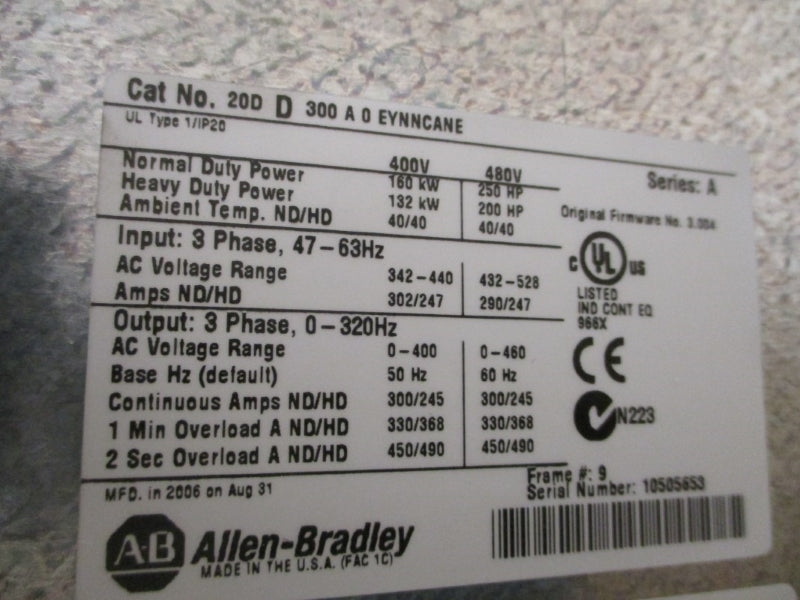 Cat No. 20D D 300 A 0 EYNNCANE
UL Type 1/IP20
Series: A
400V 480V
Normal Duty Power 160 kW 250 HP
Heavy Duty Power 132 kW 200 HP
Ambient Temp. ND/HD 40/40 40/40
Original Firmware No. 3.004
Input: 3 Phase, 47-63Hz
AC Voltage Range 342-440 432-528
Amps ND/HD 302/247 290/247
C UL US
LISTED
IND CONT EQ
966X
Output: 3 Phase, 0-320Hz
AC Voltage Range 0-400 0-460
Base Hz (default) 50 Hz 60 Hz
Continuous Amps ND/HD 300/245 300/245
1 Min Overload A ND/HD 330/368 330/368
2 Sec Overload A ND/HD 450/490 450/490
CE
N223
MFD. in 2006 on Aug 31
Frame #: 9
Serial Number: 10505653
A-B Allen-Bradley
MADE IN THE U.S.A. (FAC 1C)